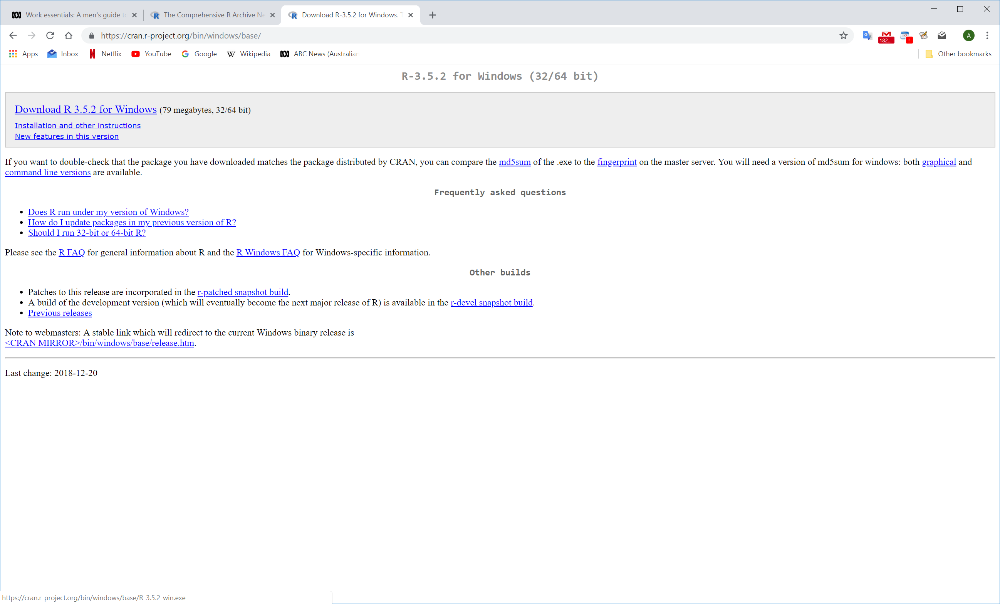 Work essentials: A men's guide to
The Comprehensive R Archive Ne
Download R-3.5.2 for Windows. T
https://cran.r-project.org/bin/windows/base/
182...
!
A
Apps
Inbox
Netflix
YouTube
Google
Wikipedia
ABC News (Australian
Other bookmarks
R-3.5.2 for Windows (32/64 bit)
Download R 3.5.2 for Windows (79 megabytes, 32/64 bit)
Installation and other instructions
New features in this version
If you want to double-check that the package you have downloaded matches the package distributed by CRAN, you can compare the md5sum of the .exe to the fingerprint on the master server. You will need a version of md5sum for windows: both graphical and
command line versions are available.
Frequently asked questions
• Does R run under my version of Windows?
• How do I update packages in my previous version of R?
• Should I run 32-bit or 64-bit R?
Please see the R FAQ for general information about R and the R Windows FAQ for Windows-specific information.
Other builds
• Patches to this release are incorporated in the r-patched snapshot build.
• A build of the development version (which will eventually become the next major release of R) is available in the r-devel snapshot build.
• Previous releases
Note to webmasters: A stable link which will redirect to the current Windows binary release is
<CRAN MIRROR>/bin/windows/base/release.htm.
Last change: 2018-12-20
https://cran.r-project.org/bin/windows/base/R-3.5.2-win.exe